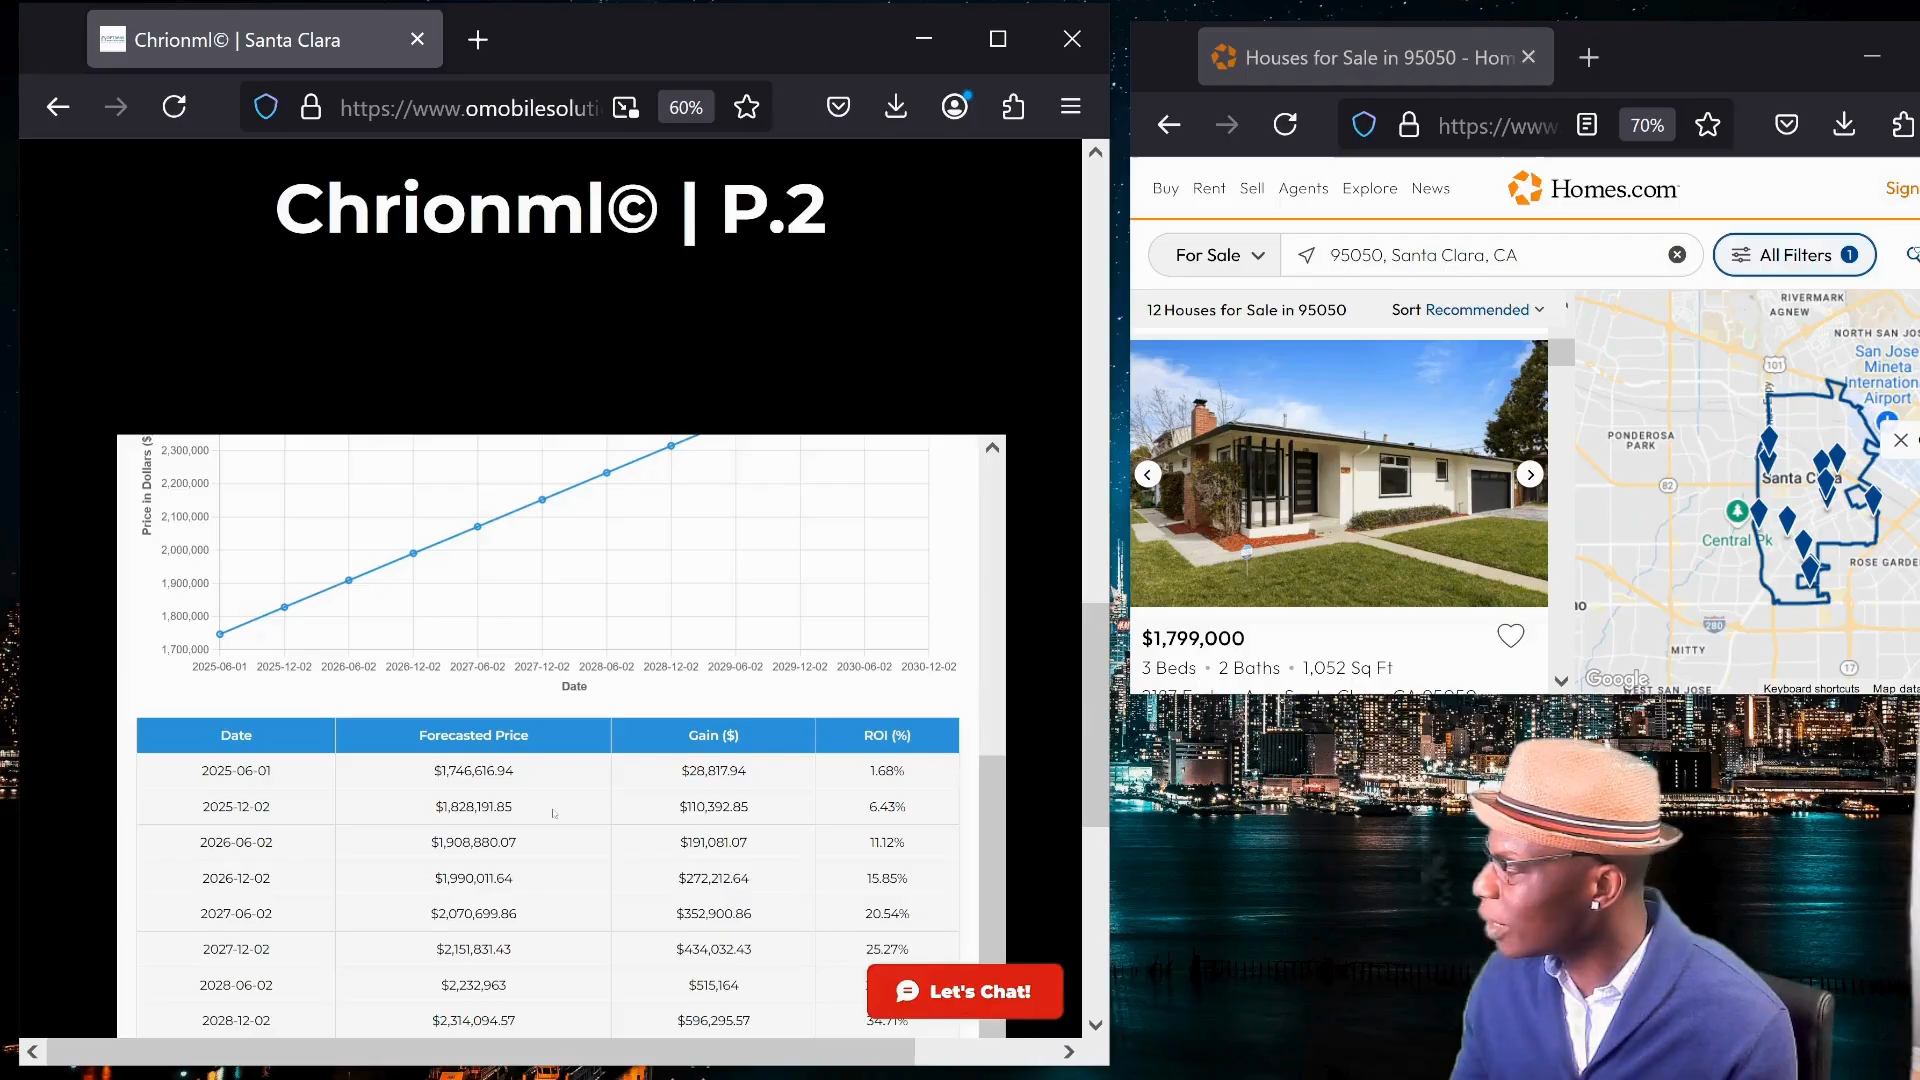 Chrionml© | Santa Clara
https://www.omobilesoluti
60%
Chrionml© | P.2
Price in Dollars ($
2,300,000
2,200,000
2,100,000
2,000,000
1,900,000
1,800,000
1,700,000
2025-06-01 2025-12-02 2026-06-02 2026-12-02 2027-06-02 2027-12-02 2028-06-02 2028-12-02 2029-06-02 2029-12-02 2030-06-02 2030-12-02
Date
Date Forecasted Price Gain ($) ROI (%)
2025-06-01 $1,746,616.94 $28,817.94 1.68%
2025-12-02 $1,828,191.85 $110,392.85 6.43%
2026-06-02 $1,908,880.07 $191,081.07 11.12%
2026-12-02 $1,990,011.64 $272,212.64 15.85%
2027-06-02 $2,070,699.86 $352,900.86 20.54%
2027-12-02 $2,151,831.43 $434,032.43 25.27%
2028-06-02 $2,232,963 $515,164
2028-12-02 $2,314,094.57 $596,295.57 34.71%
Let's Chat!
Houses for Sale in 95050 - Hom
https://www
70%
Buy Rent Sell Agents Explore News
Homes.com
Sign
For Sale
95050, Santa Clara, CA
All Filters 1
12 Houses for Sale in 95050
Sort Recommended
$1,799,000
3 Beds • 2 Baths • 1,052 Sq Ft
RIVERMARK
AGNEW
NORTH SAN JOS
San Jose
Mineta
International
Airport
101
PONDEROSA
PARK
82
Santa C
Central Pk
ROSE GARDE
280
MITTY
17
WEST SAN JOSE
Google
Keyboard shortcuts
Map data